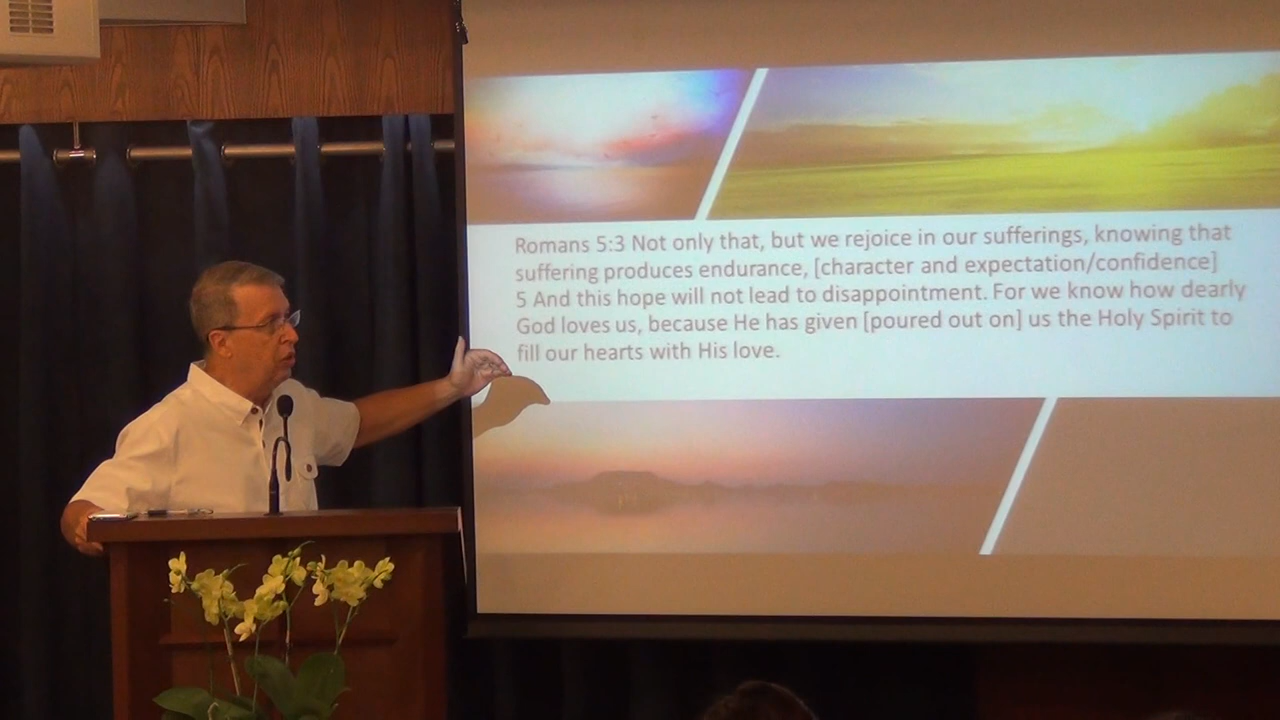 Romans 5:3 Not only that, but we rejoice in our sufferings, knowing that
suffering produces endurance, [character and expectation/confidence]
5 And this hope will not lead to disappointment. For we know how dearly
God loves us, because He has given [poured out on] us the Holy Spirit to
fill our hearts with His love.